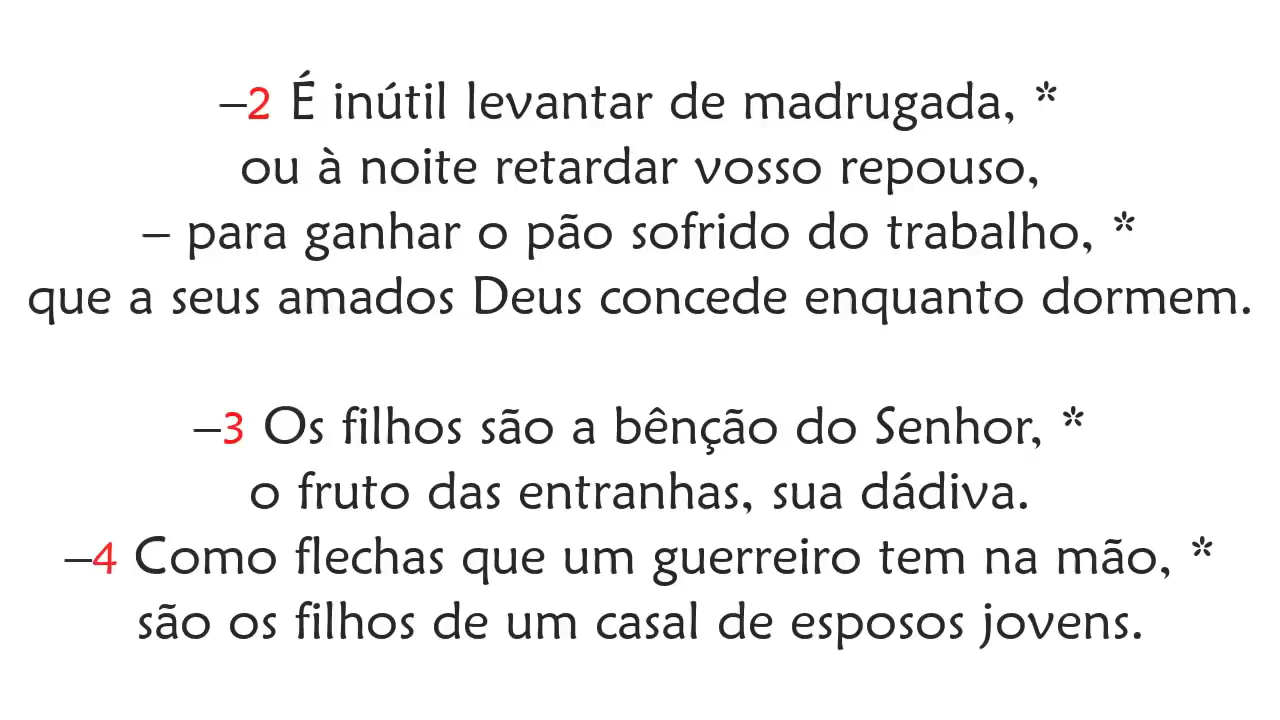 –2 É inútil levantar de madrugada, *
ou à noite retardar vosso repouso,
– para ganhar o pão sofrido do trabalho, *
que a seus amados Deus concede enquanto dormem.
–3 Os filhos são a bênção do Senhor, *
o fruto das entranhas, sua dádiva.
–4 Como flechas que um guerreiro tem na mão, *
são os filhos de um casal de esposos jovens.